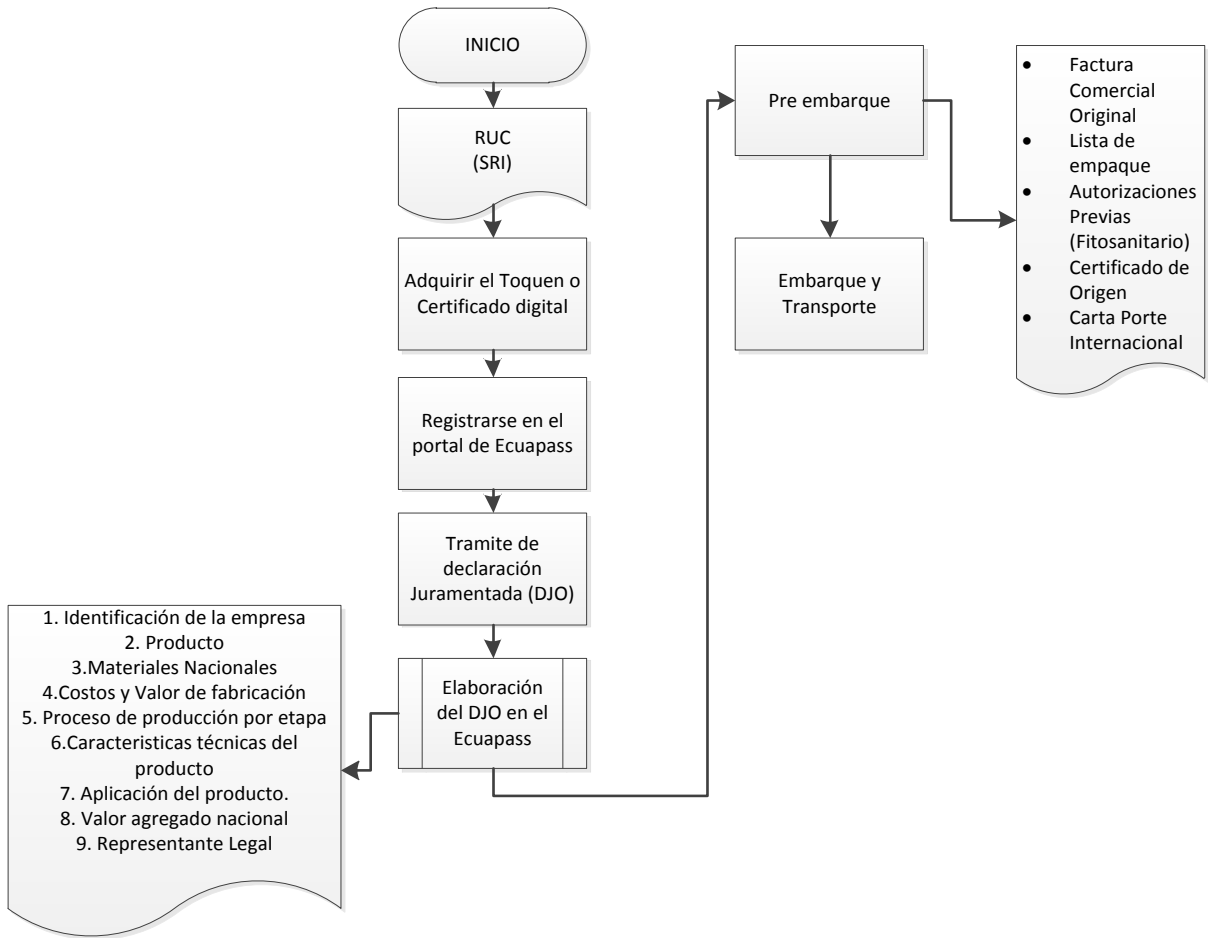 INICIO
RUC
(SRI)
Adquirir el Toquen o
Certificado digital
Registrarse en el
portal de Ecuapass
Tramite de
declaración
Juramentada (DJO)
Elaboración
del DJO en el
Ecuapass
1. Identificación de la empresa
2. Producto
3.Materiales Nacionales
4.Costos y Valor de fabricación
5. Proceso de producción por etapa
6.Caracteristicas técnicas del
producto
7. Aplicación del producto.
8. Valor agregado nacional
9. Representante Legal
Pre embarque
Embarque y
Transporte
• Factura
Comercial
Original
• Lista de
empaque
• Autorizaciones
Previas
(Fitosanitario)
• Certificado de
Origen
• Carta Porte
Internacional